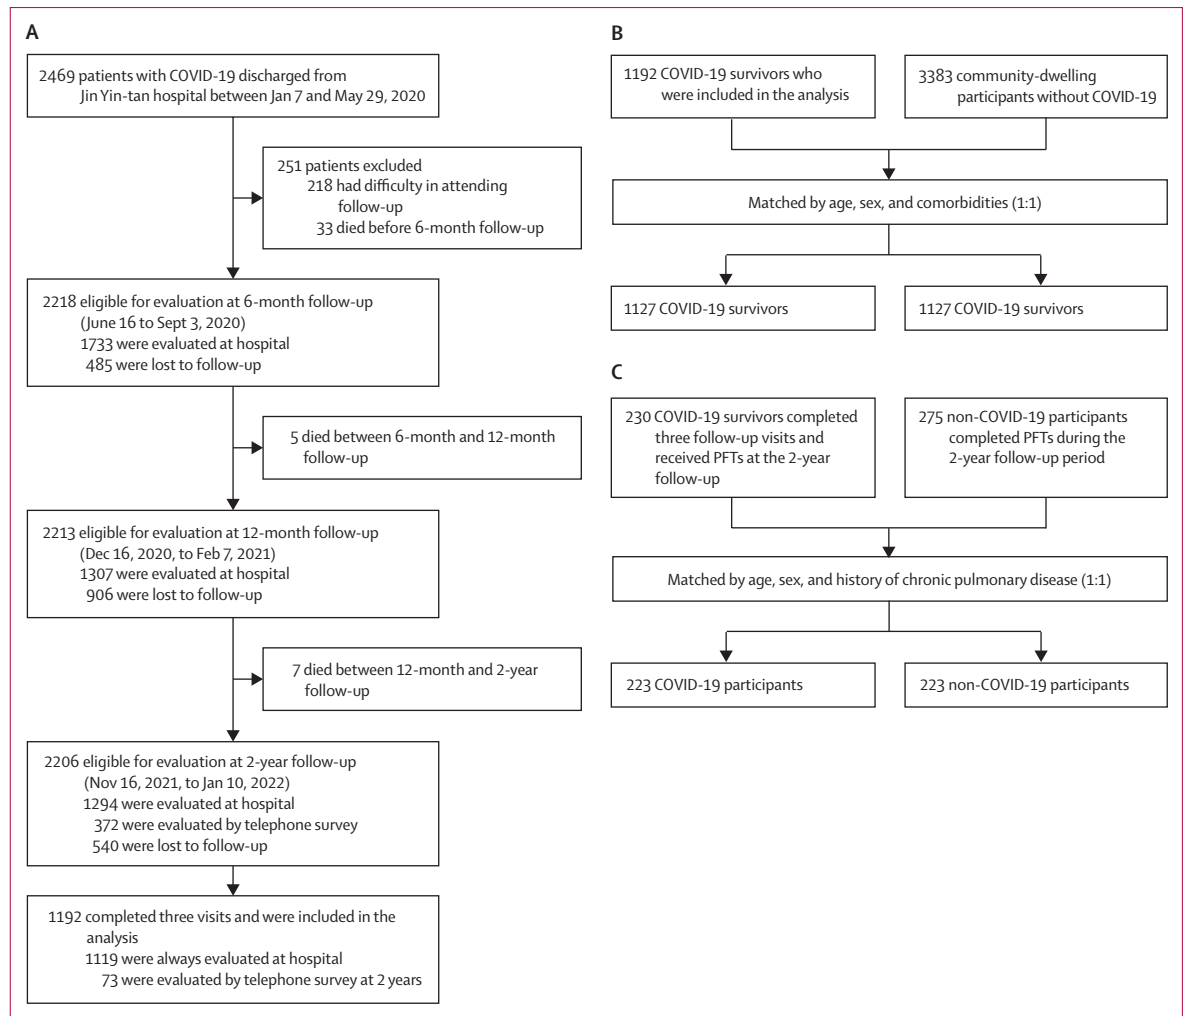 A
2469 patients with COVID-19 discharged from
Jin Yin-tan hospital between Jan 7 and May 29, 2020
251 patients excluded
218 had difficulty in attending
follow-up
33 died before 6-month follow-up
2218 eligible for evaluation at 6-month follow-up
(June 16 to Sept 3, 2020)
1733 were evaluated at hospital
485 were lost to follow-up
5 died between 6-month and 12-month
follow-up
2213 eligible for evaluation at 12-month follow-up
(Dec 16, 2020, to Feb 7, 2021)
1307 were evaluated at hospital
906 were lost to follow-up
7 died between 12-month and 2-year
follow-up
2206 eligible for evaluation at 2-year follow-up
(Nov 16, 2021, to Jan 10, 2022)
1294 were evaluated at hospital
372 were evaluated by telephone survey
540 were lost to follow-up
1192 completed three visits and were included in the
analysis
1119 were always evaluated at hospital
73 were evaluated by telephone survey at 2 years
B
1192 COVID-19 survivors who
were included in the analysis
3383 community-dwelling
participants without COVID-19
Matched by age, sex, and comorbidities (1:1)
1127 COVID-19 survivors
1127 COVID-19 survivors
C
230 COVID-19 survivors completed
three follow-up visits and
received PFTs at the 2-year
follow-up
275 non-COVID-19 participants
completed PFTs during the
2-year follow-up period
Matched by age, sex, and history of chronic pulmonary disease (1:1)
223 COVID-19 participants
223 non-COVID-19 participants